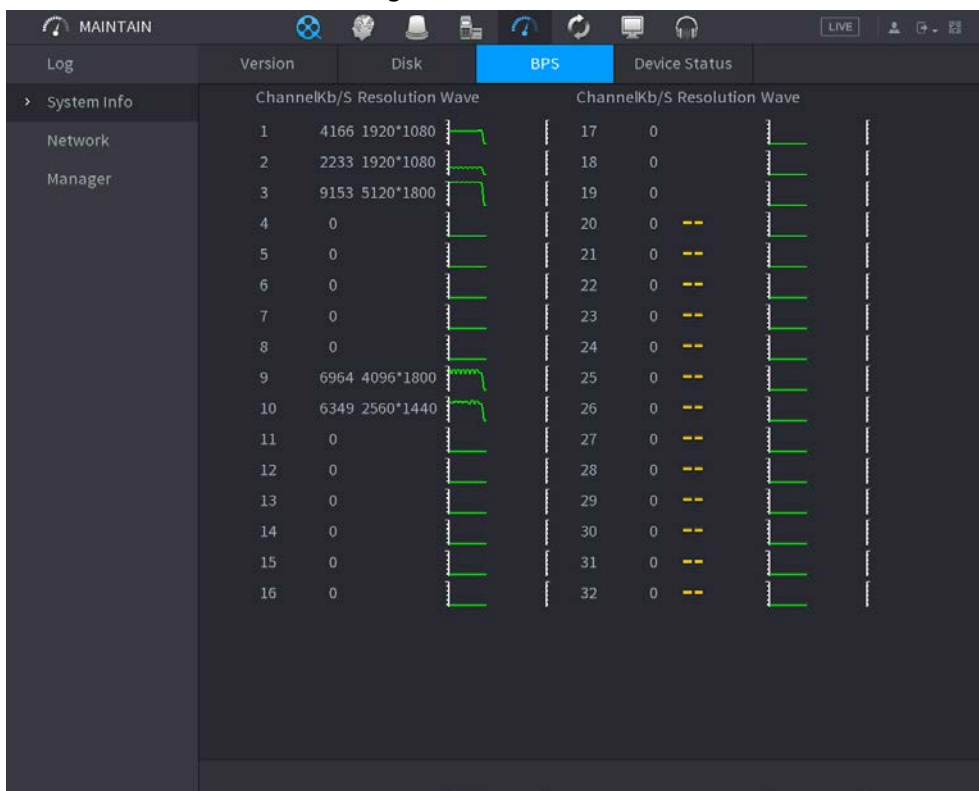 MAINTAIN LIVE
Log Version Disk BPS Device Status
System Info ChannelKb/S Resolution Wave ChannelKb/S Resolution Wave
Network
Manager
1 4166 1920*1080 17 0
2 2233 1920*1080 18 0
3 9153 5120*1800 19 0
4 0 20 0 --
5 0 21 0 --
6 0 22 0 --
7 0 23 0 --
8 0 24 0 --
9 6964 4096*1800 25 0 --
10 6349 2560*1440 26 0 --
11 0 27 0 --
12 0 28 0 --
13 0 29 0 --
14 0 30 0 --
15 0 31 0 --
16 0 32 0 --